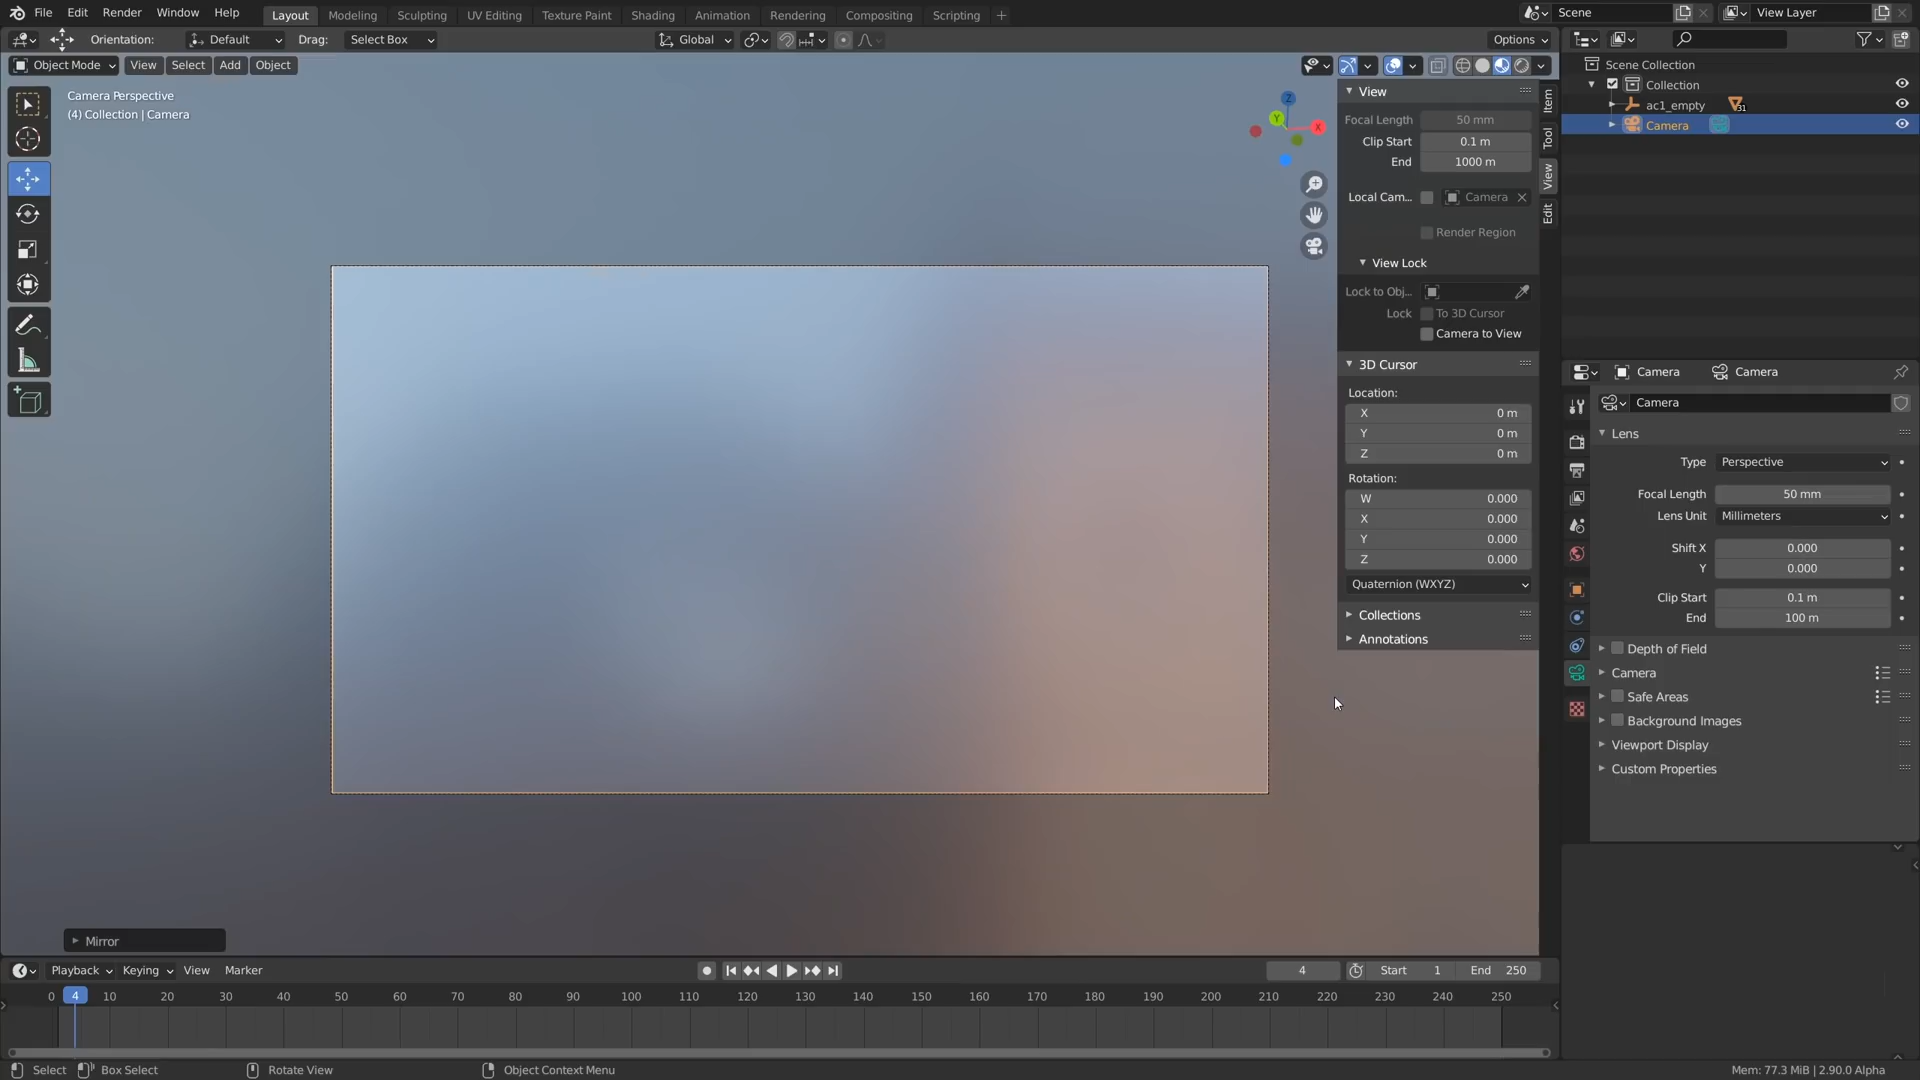 File Edit Render Window Help Layout Modeling Sculpting UV Editing Texture Paint Shading Animation Rendering Compositing Scripting + Scene View Layer
Orientation: Default Drag: Select Box Global Options
Object Mode View Select Add Object
Camera Perspective
(4) Collection | Camera
Z
Y
X
View
Focal Length 50 mm
Clip Start 0.1 m
End 1000 m
Local Cam... Camera
Render Region
View Lock
Lock to Obj...
Lock To 3D Cursor
Camera to View
3D Cursor
Location:
X 0 m
Y 0 m
Z 0 m
Rotation:
W 0.000
X 0.000
Y 0.000
Z 0.000
Quaternion (WXYZ)
Collections
Annotations
Item
Tool
View
Edit
Scene Collection
Collection
ac1_empty 31
Camera
Camera Camera
Camera
Lens
Type Perspective
Focal Length 50 mm
Lens Unit Millimeters
Shift X 0.000
Y 0.000
Clip Start 0.1 m
End 100 m
Depth of Field
Camera
Safe Areas
Background Images
Viewport Display
Custom Properties
Mirror
Playback Keying View Marker 4 Start 1 End 250
0 4 10 20 30 40 50 60 70 80 90 100 110 120 130 140 150 160 170 180 190 200 210 220 230 240 250
Select Box Select Rotate View Object Context Menu Mem: 77.3 MiB | 2.90.0 Alpha